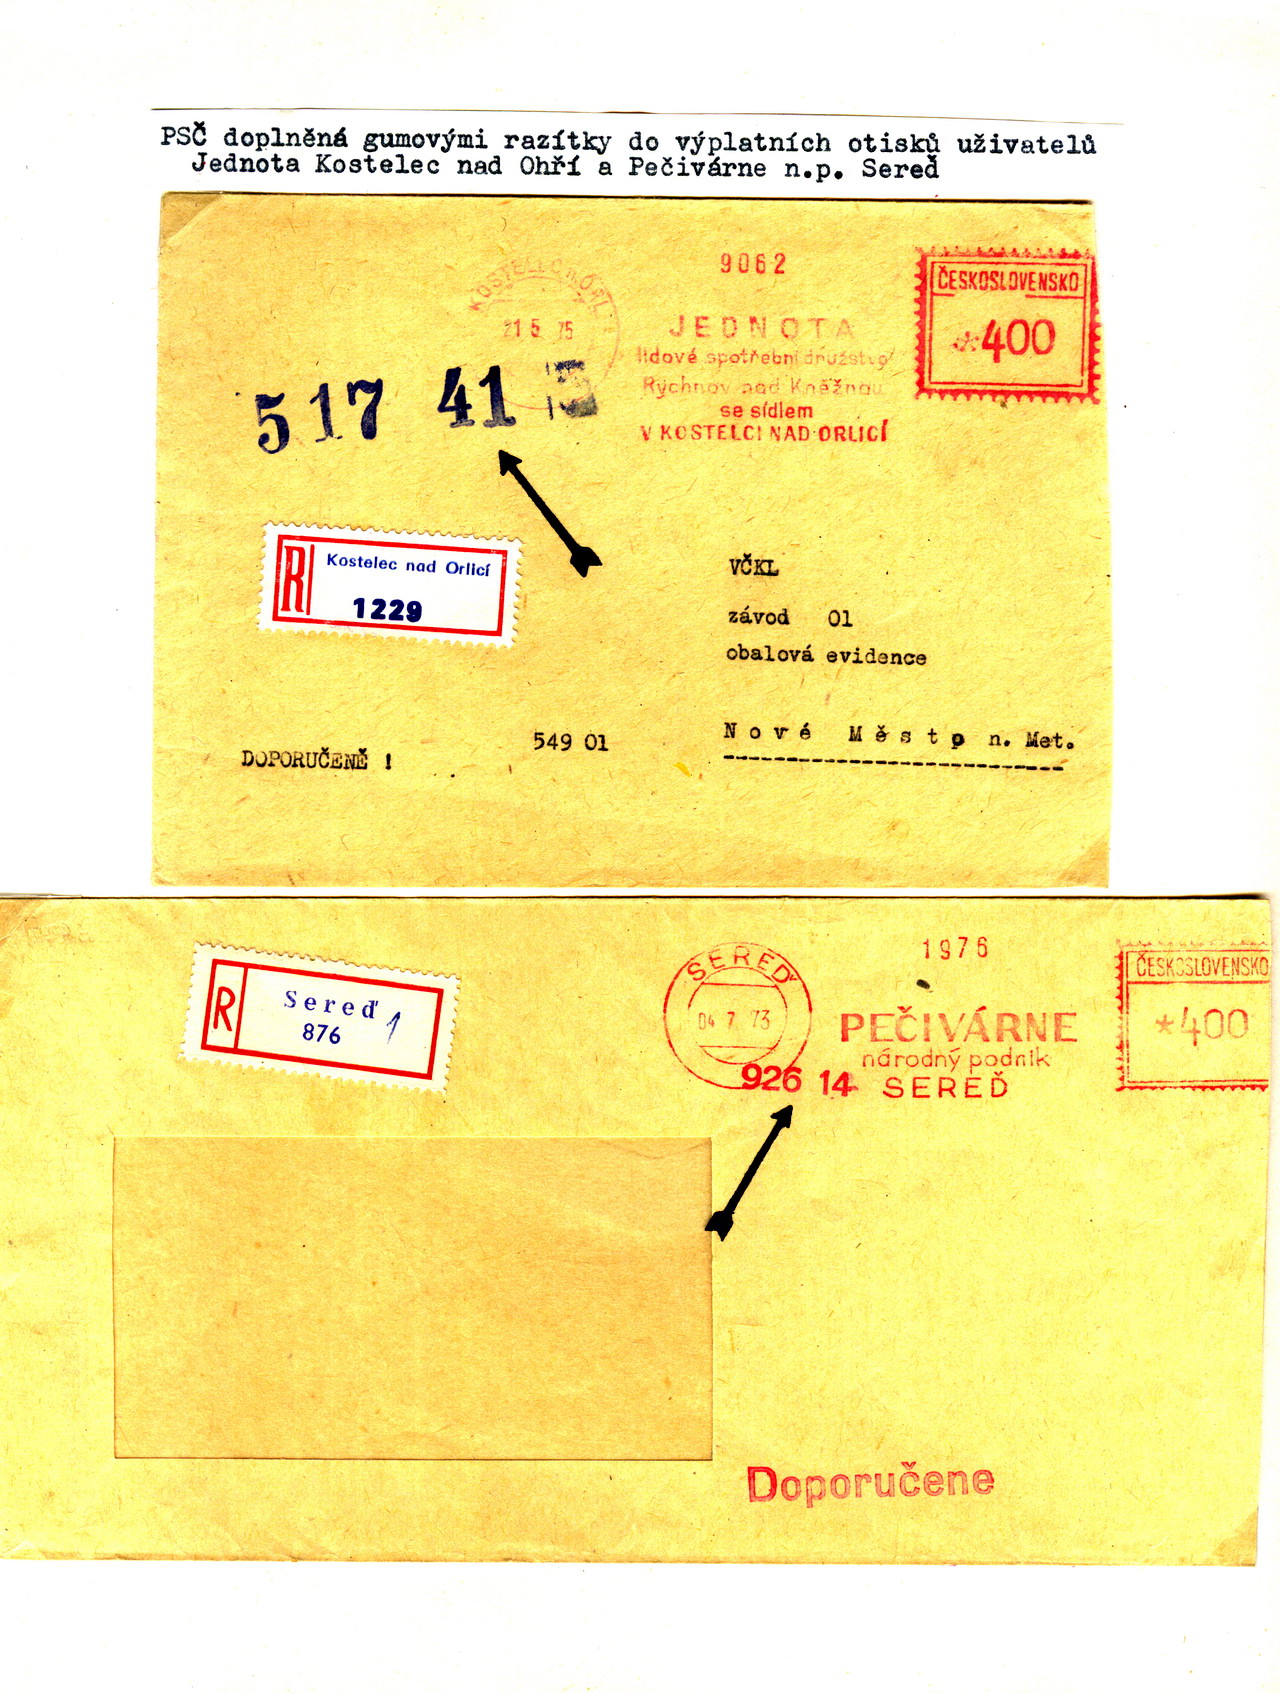 PSČ doplněná gumovými razítky do výplatních otisků uživatelů
Jednota Kostelec nad Ohří a Pečivárne n.p. Sereď
9062
ČESKOSLOVENSKO
*400
KOSTELEC N. ORL.
21 5 75
JEDNOTA
lidové spotřební družstvo
Rychnov nad Kněžnou
se sídlem
V KOSTELCI NAD ORLICÍ
517 41
R Kostelec nad Orlicí
1229
VČKL
závod 01
obalová evidence
549 01 Nové Město n. Met.
DOPORUČENĚ !
R Sereď 1
876
SEREĎ
04 7 73
1976
PEČIVÁRNE
národný podnik
926 14 SEREĎ
ČESKOSLOVENSKO
*400
Doporučene